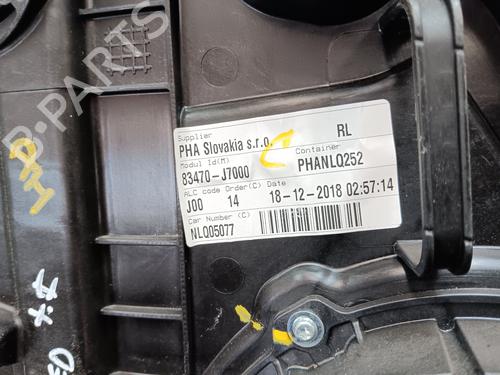 B-PARTS
Supplier RL
PHA Slovakia s.r.o.
Modul Id(M) Container
83470-J7000 PHANLQ252
ALC code Order(C) Date
J00 14 18-12-2018 02:57:14
Car Number (C)
NLQ05077